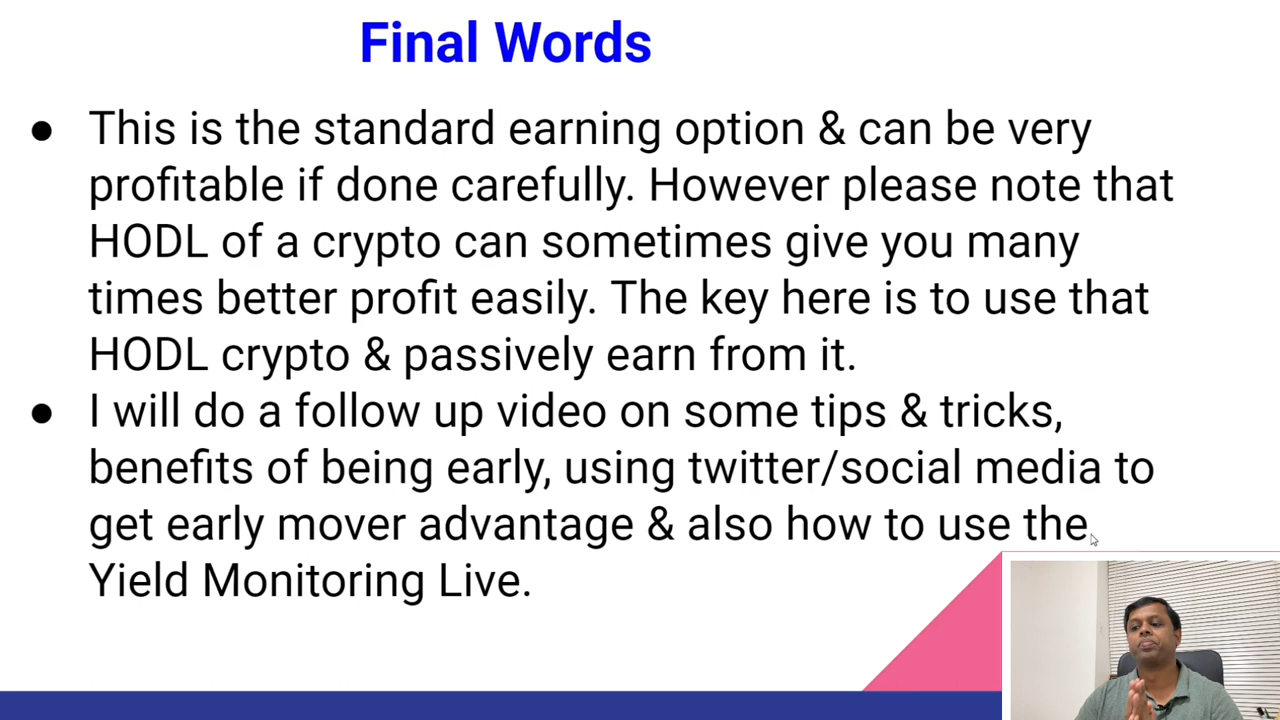 Final Words
● This is the standard earning option & can be very
profitable if done carefully. However please note that
HODL of a crypto can sometimes give you many
times better profit easily. The key here is to use that
HODL crypto & passively earn from it.
● I will do a follow up video on some tips & tricks,
benefits of being early, using twitter/social media to
get early mover advantage & also how to use the
Yield Monitoring Live.